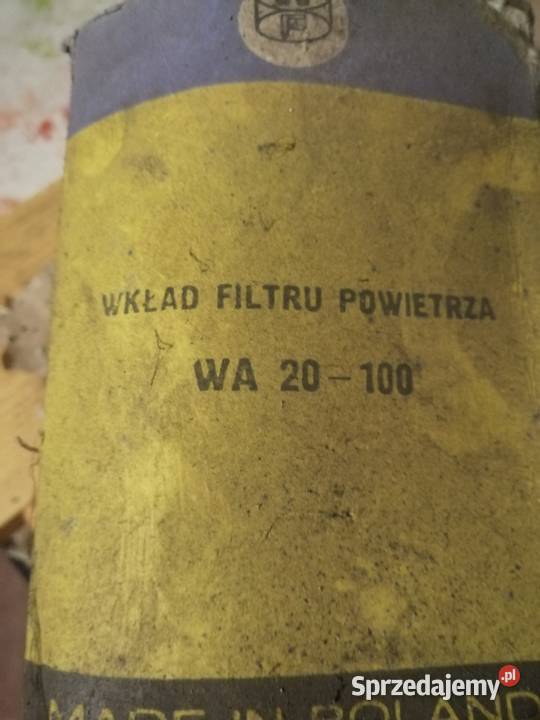 WKŁAD FILTRU POWIETRZA
WA 20-100
MADE IN POLAND
Sprzedajemy.pl